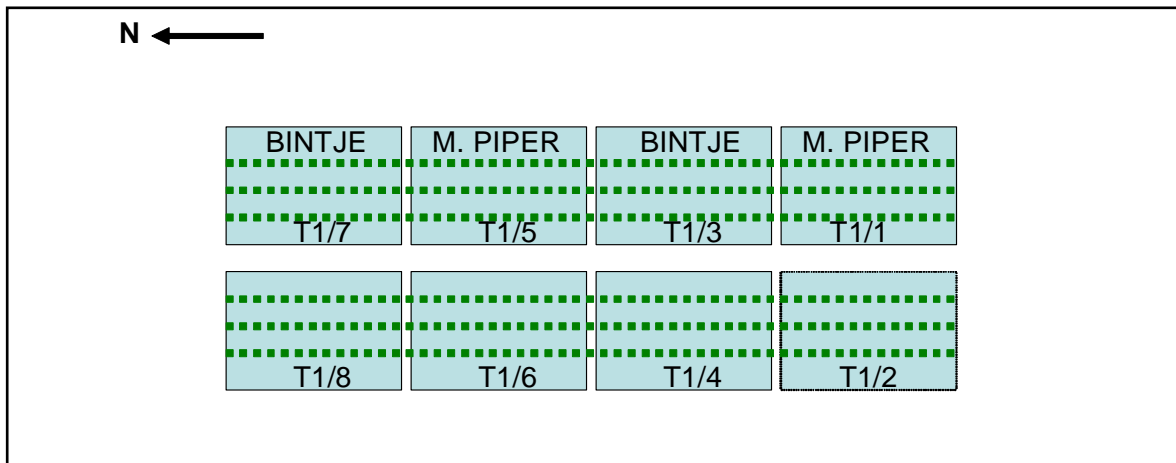 N
BINTJE M. PIPER BINTJE M. PIPER
T1/7 T1/5 T1/3 T1/1
T1/8 T1/6 T1/4 T1/2